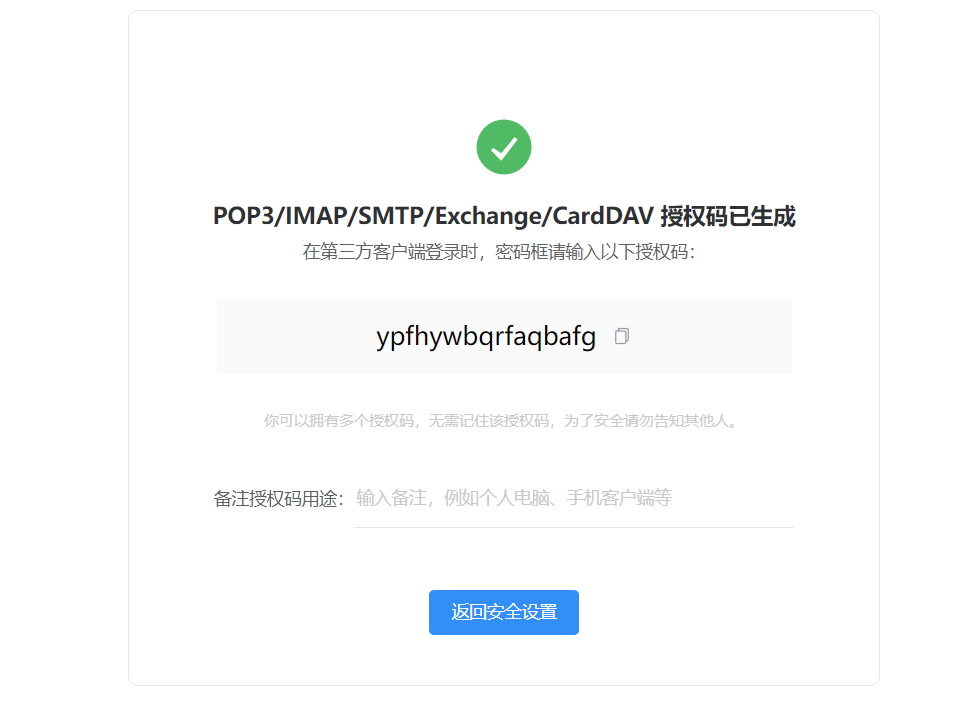 POP3/IMAP/SMTP/Exchange/CardDAV 授权码已生成
在第三方客户端登录时，密码框请输入以下授权码：
ypfhywbqrfaqbafg
你可以拥有多个授权码，无需记住该授权码，为了安全请勿告知其他人。
备注授权码用途： 输入备注，例如个人电脑、手机客户端等
返回安全设置